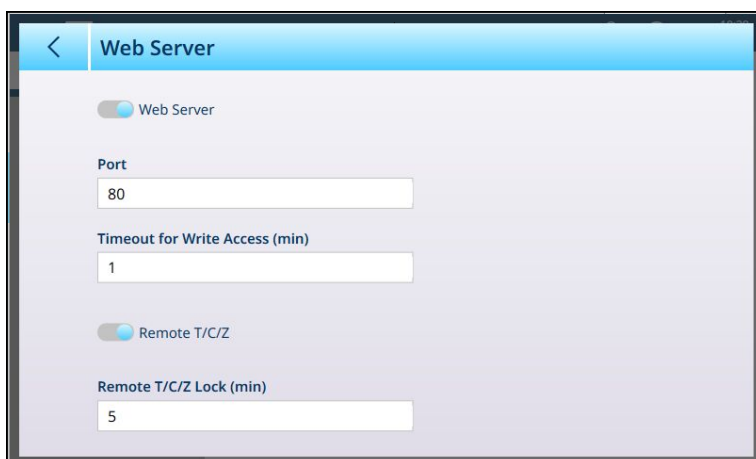 Web Server
Web Server
Port
80
Timeout for Write Access (min)
1
Remote T/C/Z
Remote T/C/Z Lock (min)
5